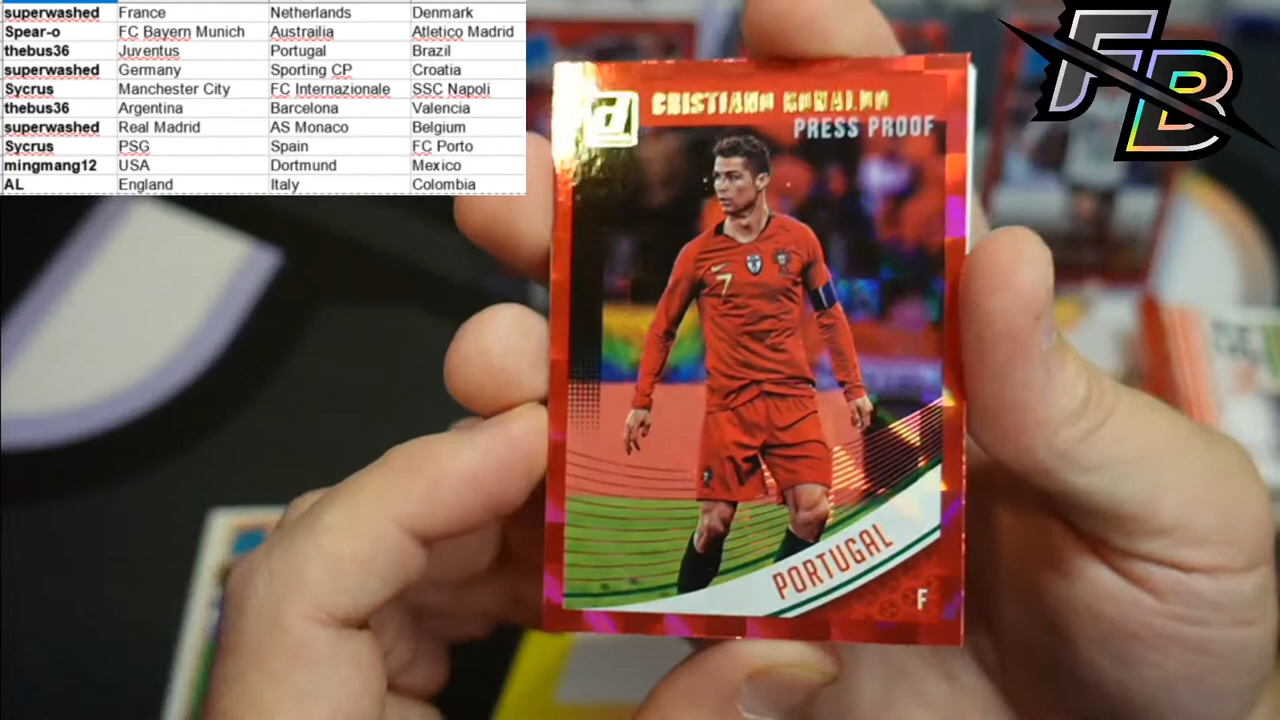 superwashed France Netherlands Denmark
Spear-o FC Bayern Munich Austrailia Atletico Madrid
thebus36 Juventus Portugal Brazil
superwashed Germany Sporting CP Croatia
Sycrus Manchester City FC Internazionale SSC Napoli
thebus36 Argentina Barcelona Valencia
superwashed Real Madrid AS Monaco Belgium
Sycrus PSG Spain FC Porto
mingmang12 USA Dortmund Mexico
AL England Italy Colombia
FB
d
CRISTIANO RONALDO
PRESS PROOF
7
7
PORTUGAL
F